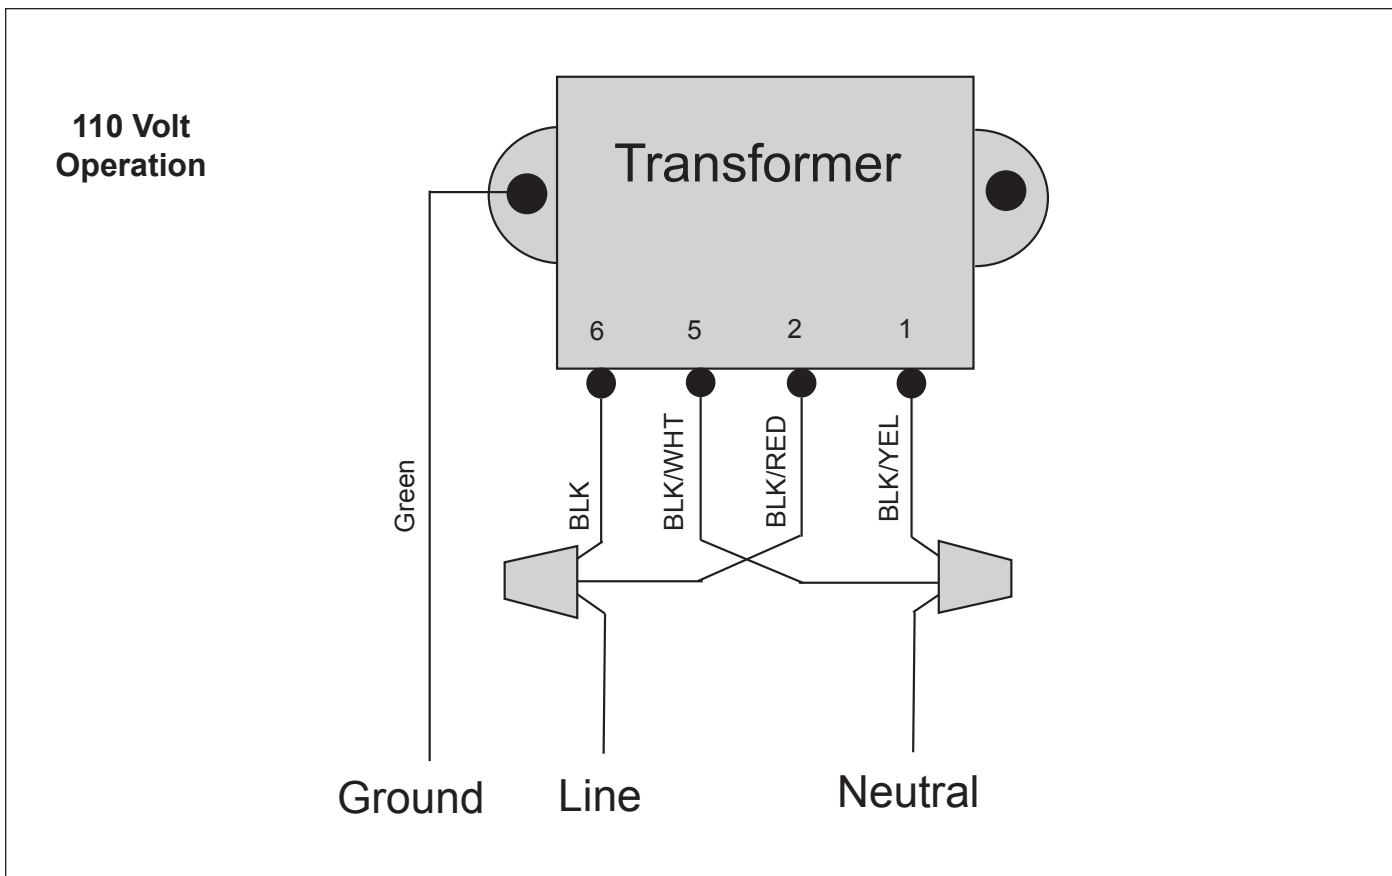 110 Volt
Operation
Transformer
6 5 2 1
Green
BLK
BLK/WHT
BLK/RED
BLK/YEL
Ground
Line
Neutral